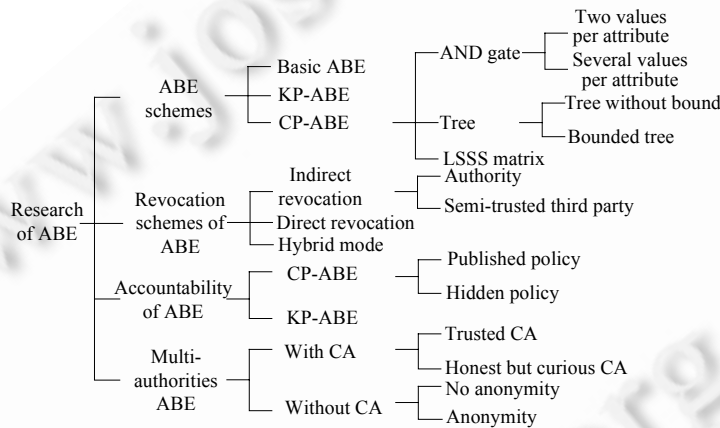 Two values
per attribute
AND gate
Several values
per attribute
Basic ABE
ABE
schemes
KP-ABE
CP-ABE
Tree
Tree without bound
Bounded tree
LSSS matrix
Research
of ABE
Revocation
schemes of
ABE
Indirect
revocation
Authority
Semi-trusted third party
Direct revocation
Hybrid mode
Accountability
of ABE
CP-ABE
Published policy
Hidden policy
KP-ABE
Multi-
authorities
ABE
With CA
Trusted CA
Honest but curious CA
Without CA
No anonymity
Anonymity
www.jos
org